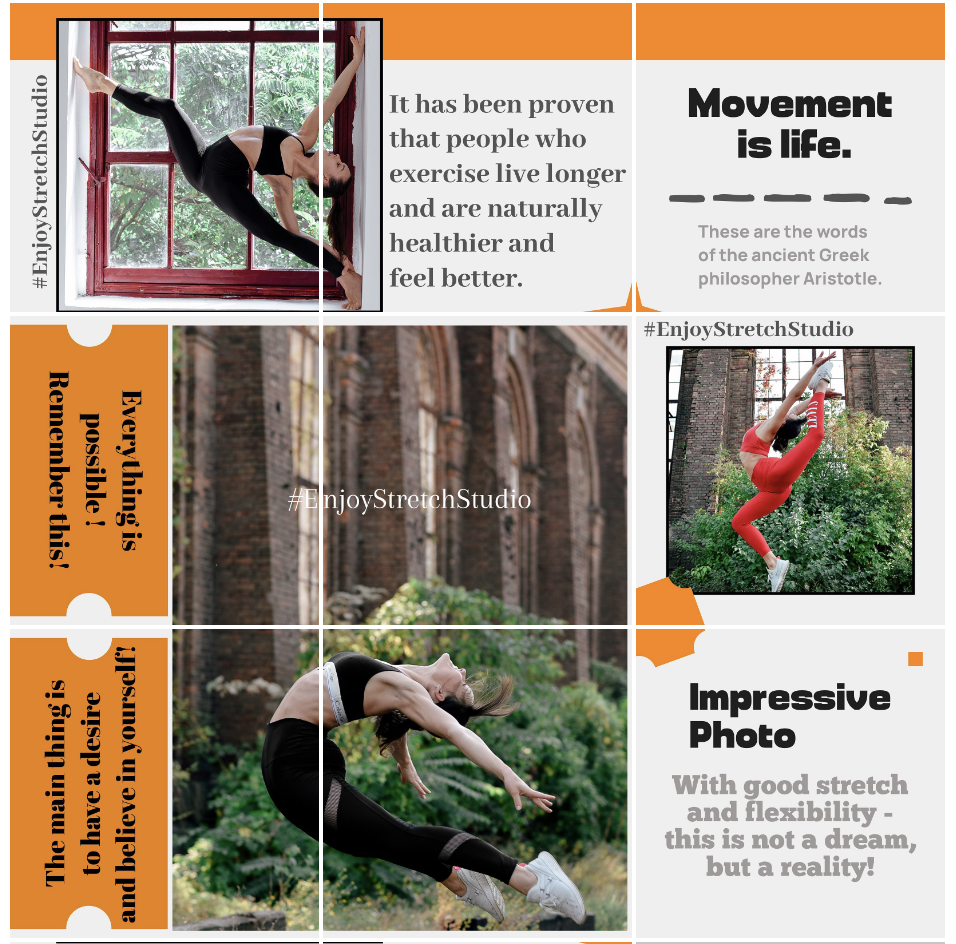 #EnjoyStretchStudio
It has been proven
that people who
exercise live longer
and are naturally
healthier and
feel better.
Movement
is life.
These are the words
of the ancient Greek
philosopher Aristotle.
Everything is
possible!
Remember this!
#EnjoyStretchStudio
#EnjoyStretchStudio
The main thing is
to have a desire
and believe in yourself!
Impressive
Photo
With good stretch
and flexibility -
this is not a dream,
but a reality!